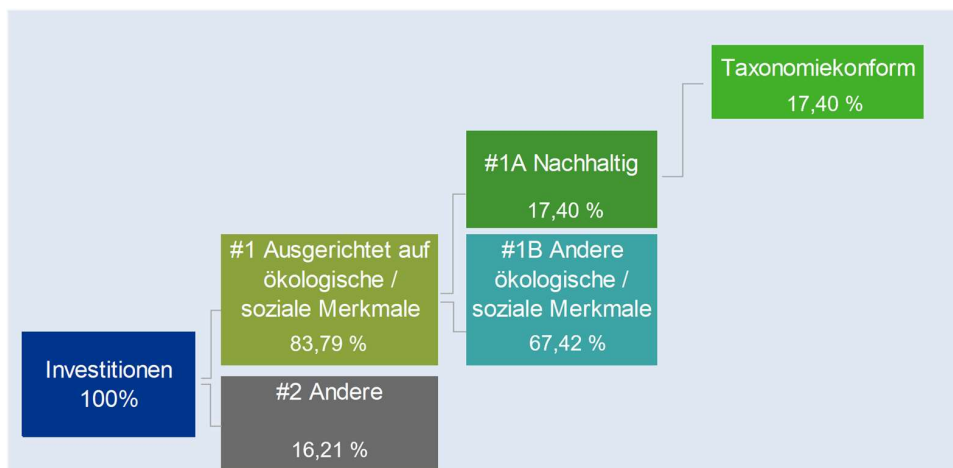 Taxonomiekonform
17,40 %
#1A Nachhaltig
17,40 %
#1 Ausgerichtet auf
ökologische /
soziale Merkmale
83,79 %
#1B Andere
ökologische /
soziale Merkmale
67,42 %
Investitionen
100%
#2 Andere
16,21 %